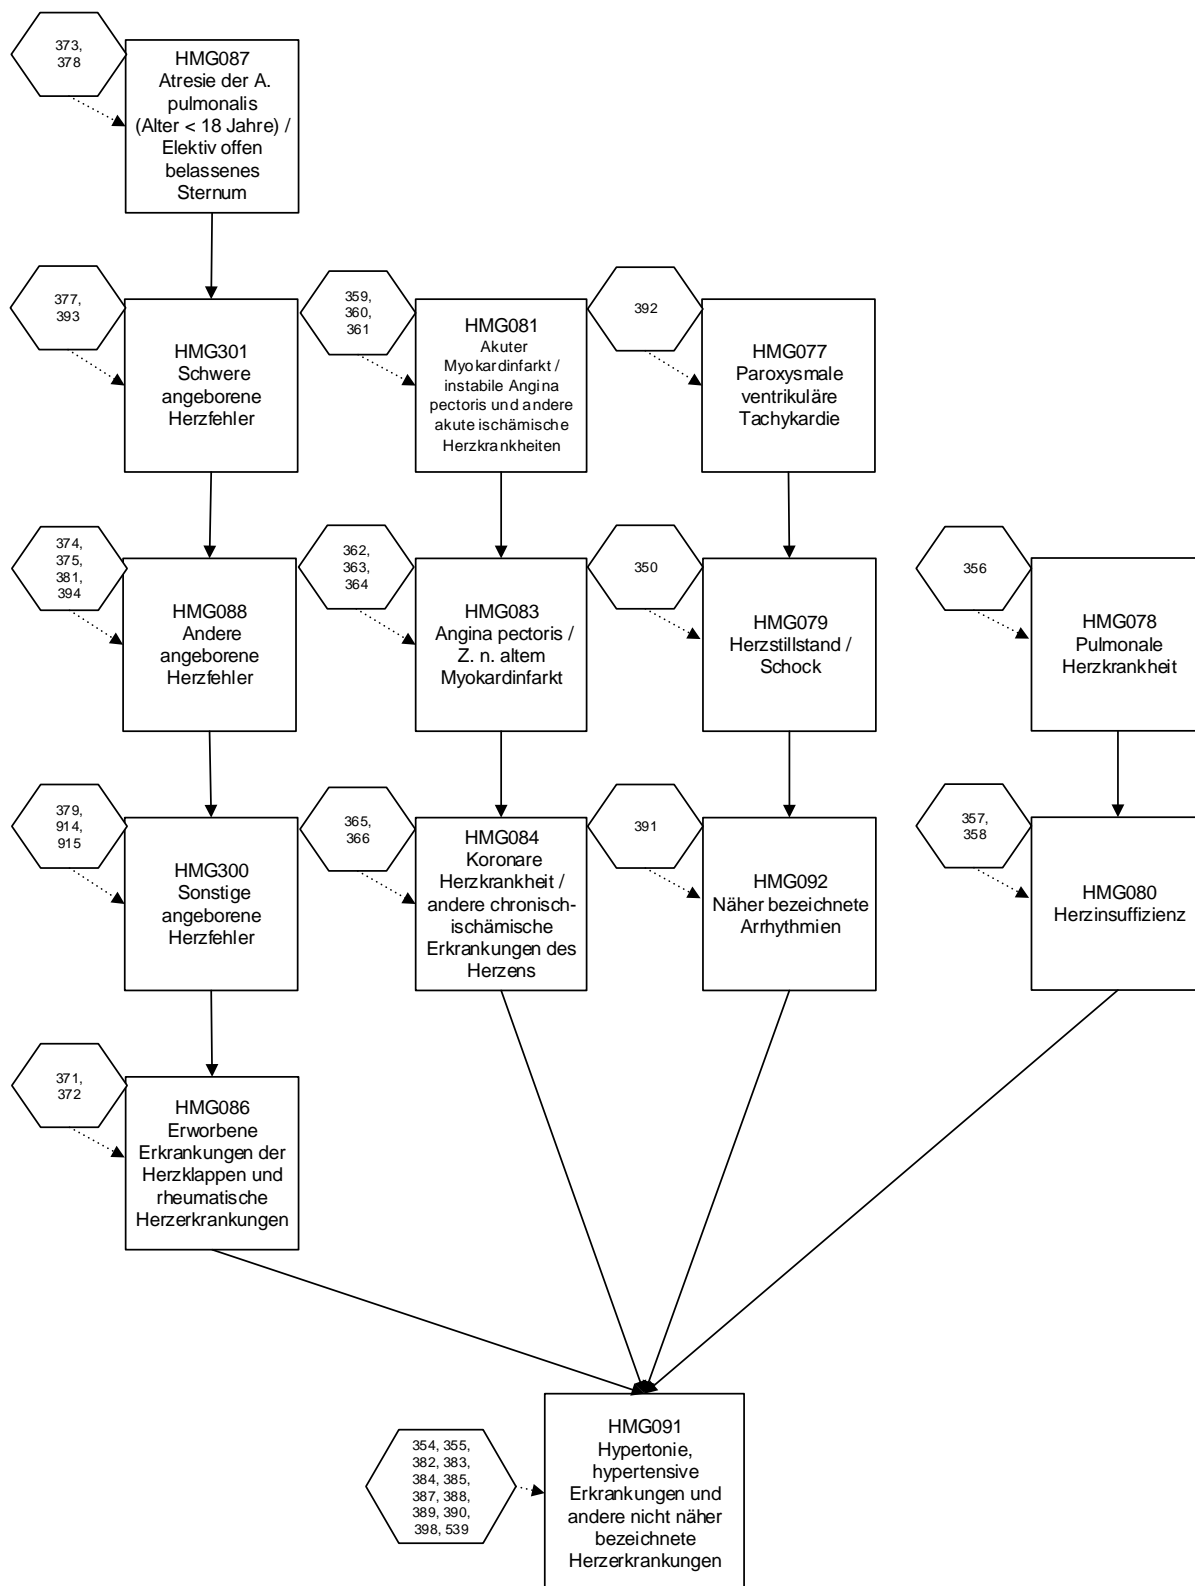 373,
378
HMG087
Atresie der A.
pulmonalis
(Alter < 18 Jahre) /
Elektiv offen
belassenes
Sternum
377,
393
HMG301
Schwere
angeborene
Herzfehler
359,
360,
361
HMG081
Akuter
Myokardinfarkt /
instabile Angina
pectoris und andere
akute ischämische
Herzkrankheiten
392
HMG077
Paroxysmale
ventrikuläre
Tachykardie
374,
375,
381,
394
HMG088
Andere
angeborene
Herzfehler
362,
363,
364
HMG083
Angina pectoris /
Z. n. altem
Myokardinfarkt
350
HMG079
Herzstillstand /
Schock
356
HMG078
Pulmonale
Herzkrankheit
379,
914,
915
HMG300
Sonstige
angeborene
Herzfehler
365,
366
HMG084
Koronare
Herzkrankheit /
andere chronisch-
ischämische
Erkrankungen des
Herzens
391
HMG092
Näher bezeichnete
Arrhythmien
357,
358
HMG080
Herzinsuffizienz
371,
372
HMG086
Erworbene
Erkrankungen der
Herzklappen und
rheumatische
Herzerkrankungen
354, 355,
382, 383,
384, 385,
387, 388,
389, 390,
398, 539
HMG091
Hypertonie,
hypertensive
Erkrankungen und
andere nicht näher
bezeichnete
Herzerkrankungen